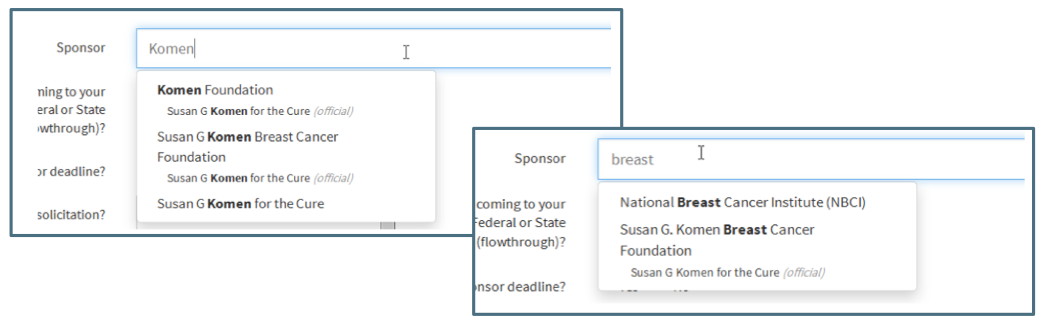 Sponsor
Komen
ning to your
eral or State
owthrough)?
or deadline?
solicitation?
Komen Foundation
Susan G Komen for the Cure (official)
Susan G Komen Breast Cancer
Foundation
Susan G Komen for the Cure (official)
Susan G Komen for the Cure
Sponsor
breast
coming to your
Federal or State
(flowthrough)?
nsor deadline?
National Breast Cancer Institute (NBCI)
Susan G. Komen Breast Cancer
Foundation
Susan G Komen for the Cure (official)